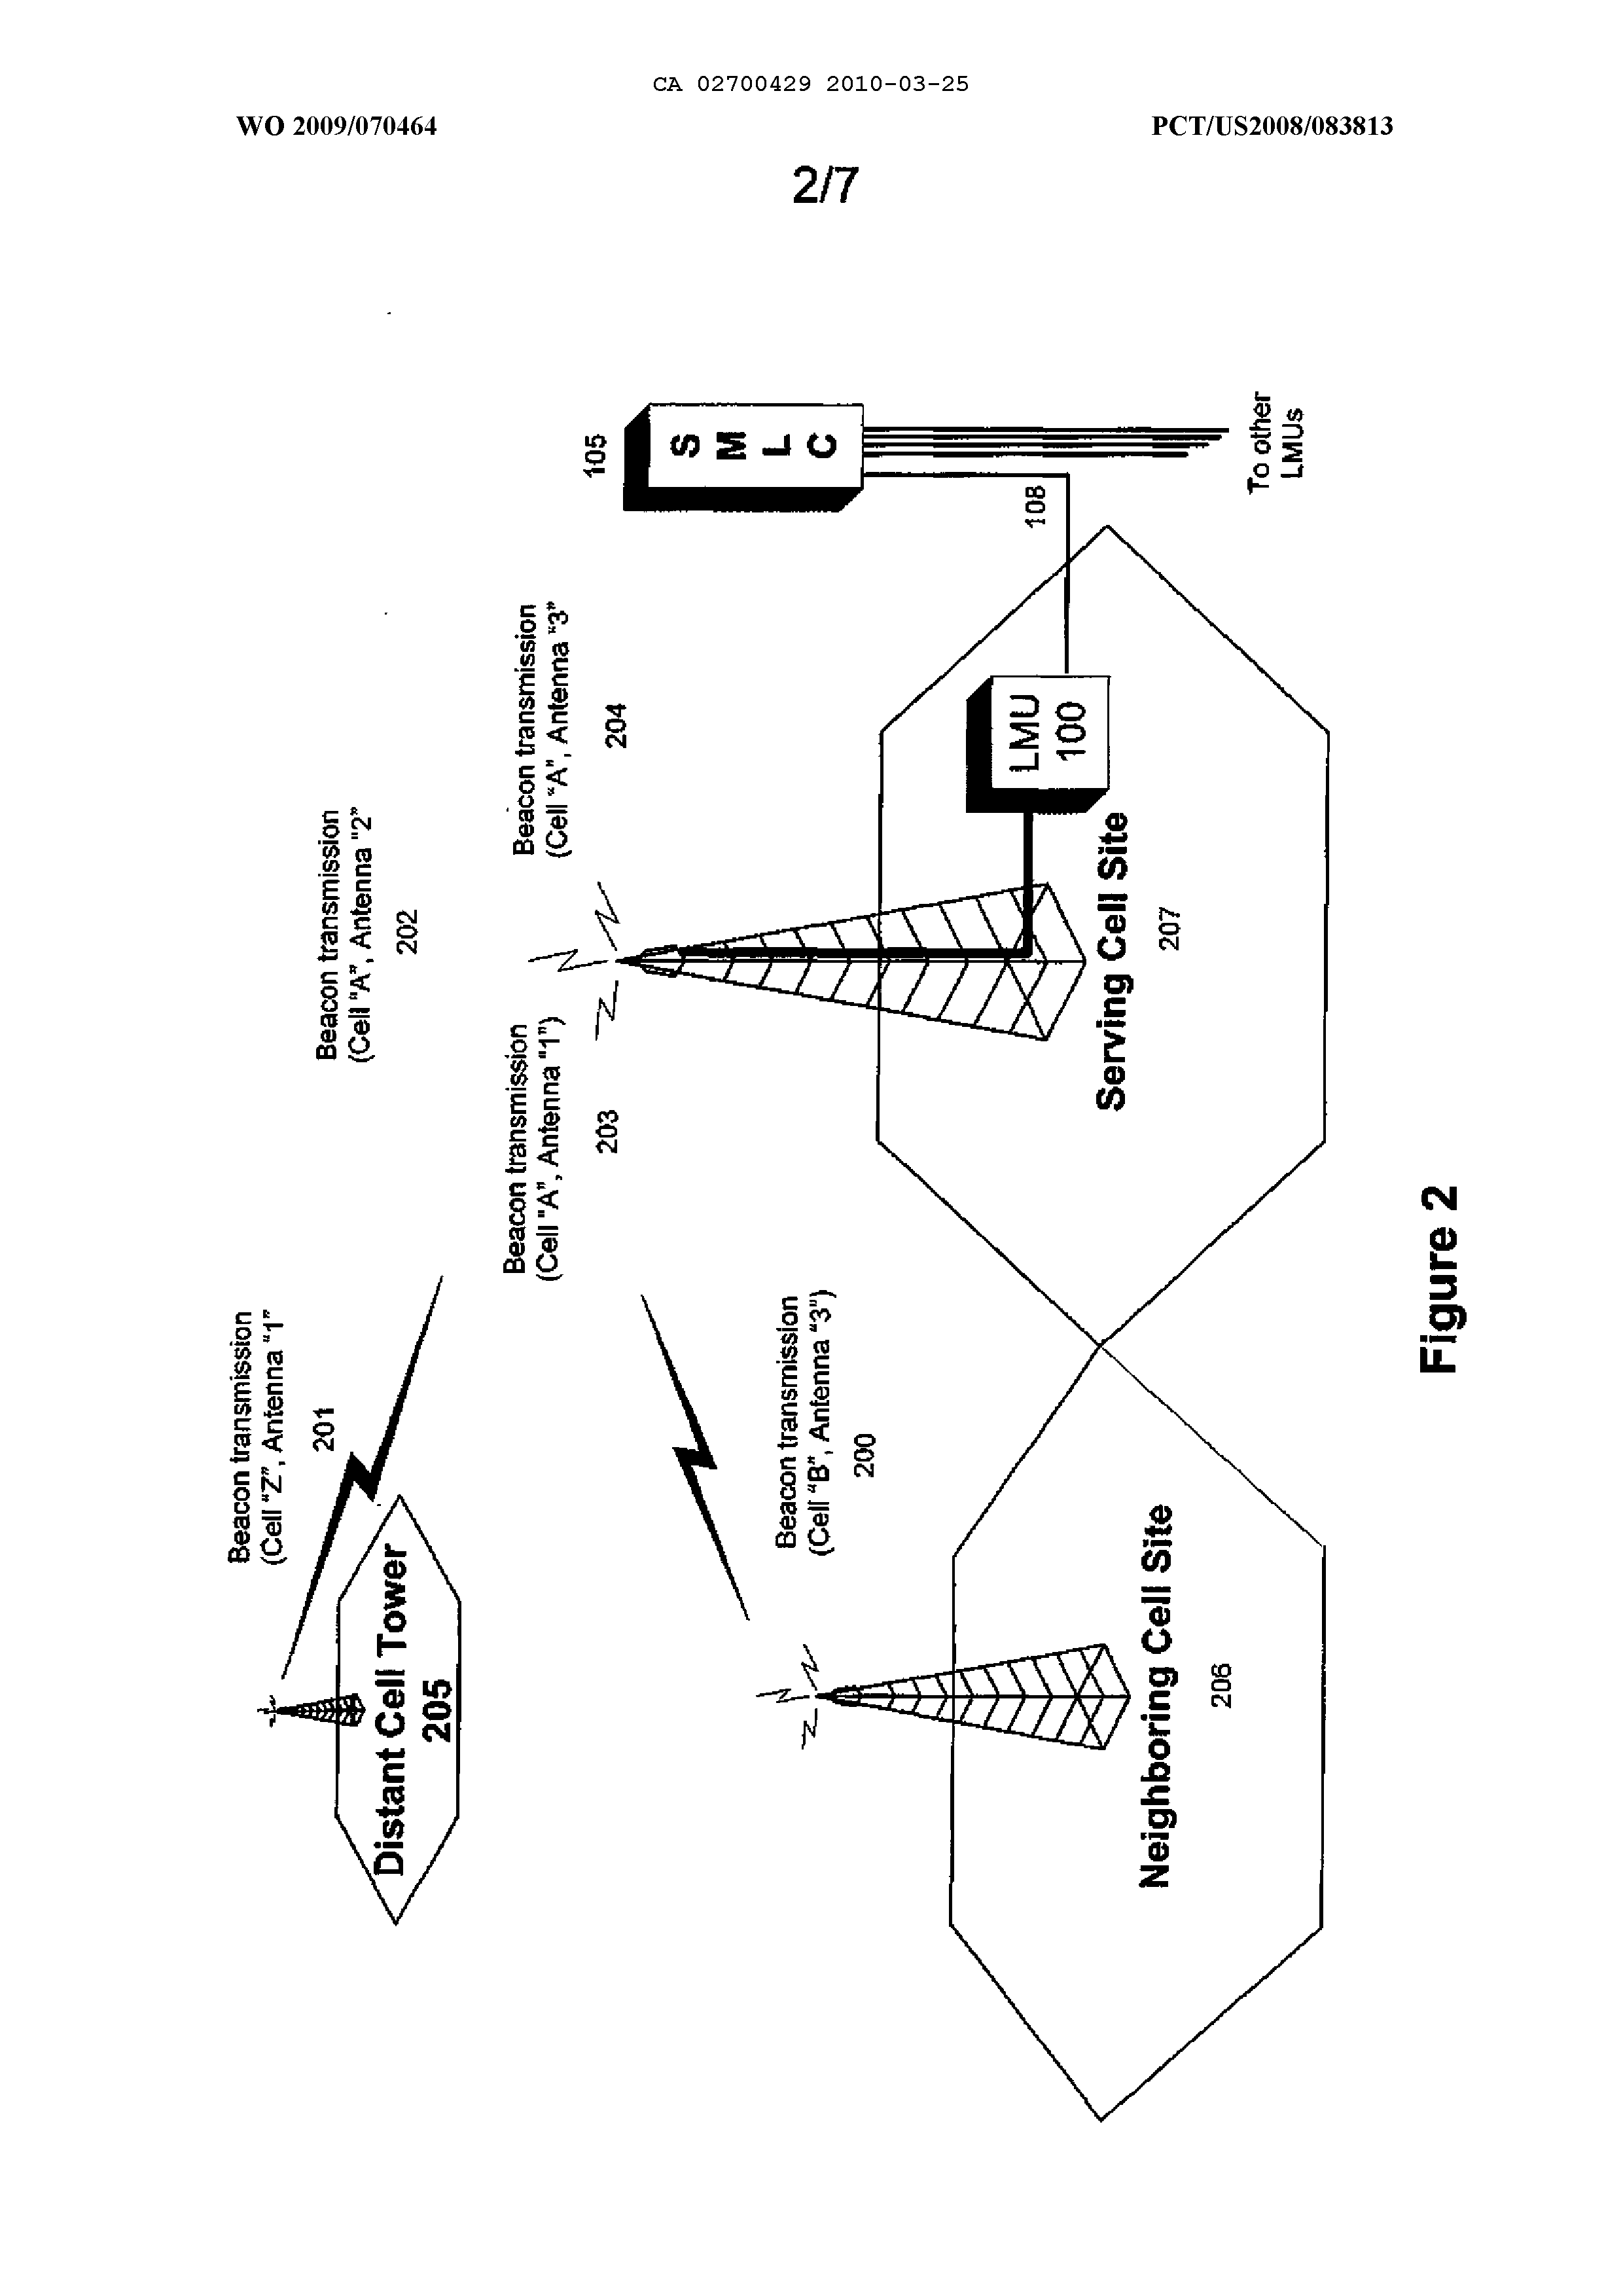 CA 02700429 2010-03-25
WO 2009/070464
PCT/US2008/083813
2/7
Beacon transmission
(Cell "Z", Antenna "1"
201
Distant Cell Tower
205
Beacon transmission
(Cell "A", Antenna "2"
202
Beacon transmission
(Cell "A", Antenna "1")
203
Beacon transmission
(Cell "A", Antenna "3"
204
105
S
M
L
C
108
To other
LMUs
LMU
100
Serving Cell Site
207
Beacon transmission
(Cell "B", Antenna "3")
200
Neighboring Cell Site
206
Figure 2